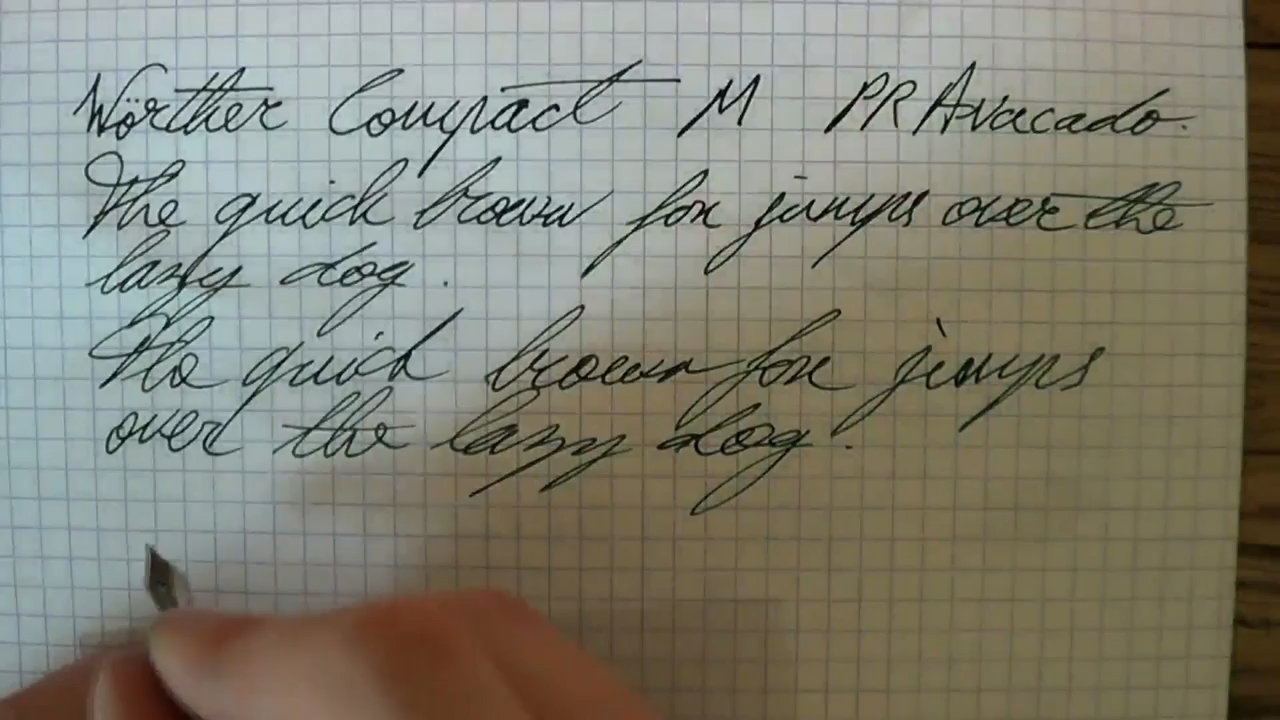 Wörther Compact M PR Avacado.
The quick brown fox jumps over the
lazy dog.
The quick brown fox jumps
over the lazy dog.